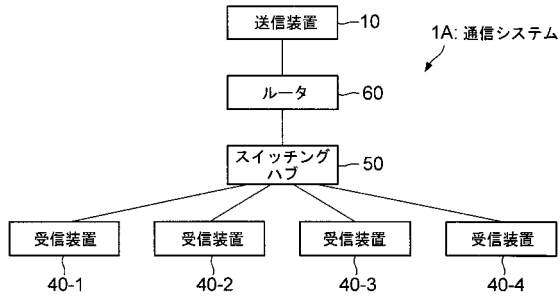 送信装置 10
1A: 通信システム
ルータ 60
スイッチング
ハブ 50
受信装置 受信装置 受信装置 受信装置
40-1 40-2 40-3 40-4